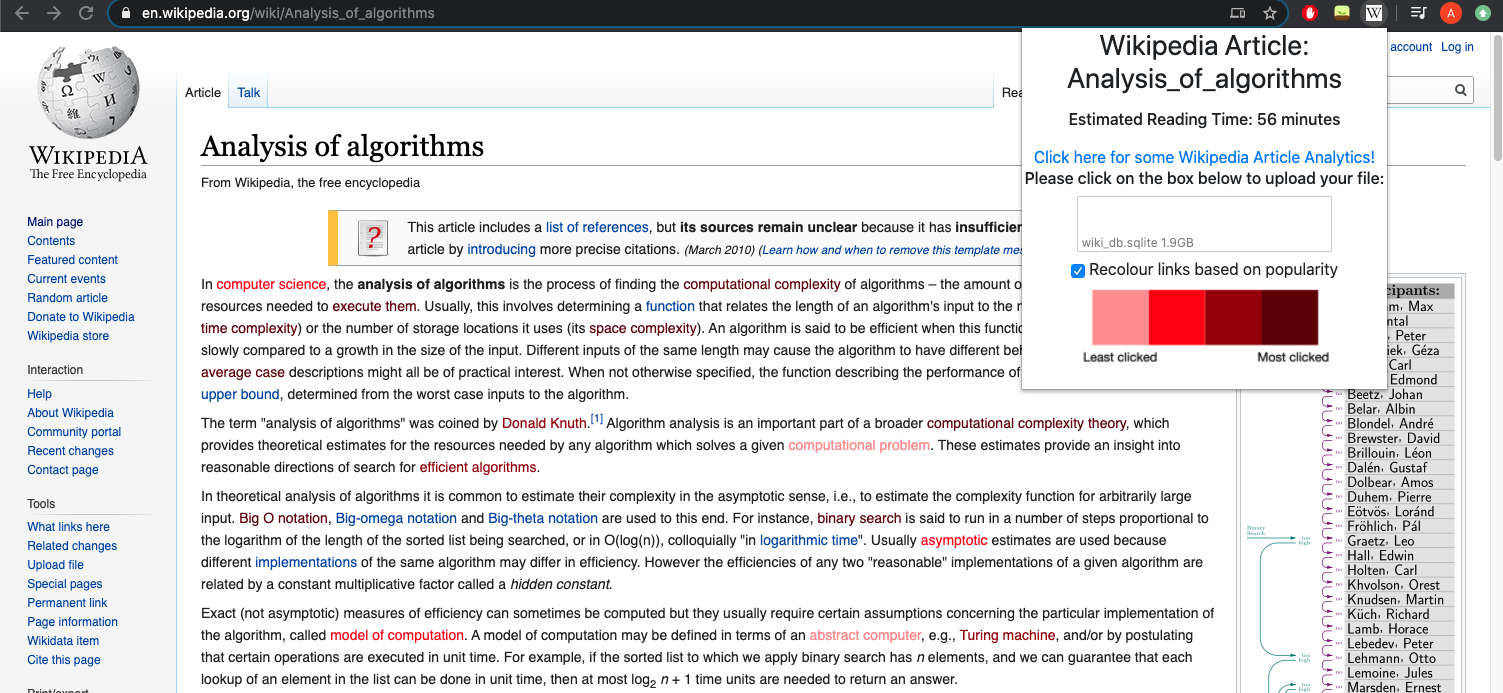 en.wikipedia.org/wiki/Analysis_of_algorithms
W
A
Ω
W
И
維
WIKIPEDIA
The Free Encyclopedia
Main page
Contents
Featured content
Current events
Random article
Donate to Wikipedia
Wikipedia store
Interaction
Help
About Wikipedia
Community portal
Recent changes
Contact page
Tools
What links here
Related changes
Upload file
Special pages
Permanent link
Page information
Wikidata item
Cite this page
Print/export
account Log in
Article Talk
Rea
Analysis of algorithms
From Wikipedia, the free encyclopedia
?
This article includes a list of references, but its sources remain unclear because it has insufficien
article by introducing more precise citations. (March 2010) (Learn how and when to remove this template mes
In computer science, the analysis of algorithms is the process of finding the computational complexity of algorithms – the amount o
resources needed to execute them. Usually, this involves determining a function that relates the length of an algorithm's input to the n
time complexity) or the number of storage locations it uses (its space complexity). An algorithm is said to be efficient when this functio
slowly compared to a growth in the size of the input. Different inputs of the same length may cause the algorithm to have different beh
average case descriptions might all be of practical interest. When not otherwise specified, the function describing the performance of
upper bound, determined from the worst case inputs to the algorithm.
The term "analysis of algorithms" was coined by Donald Knuth.[1] Algorithm analysis is an important part of a broader computational complexity theory, which
provides theoretical estimates for the resources needed by any algorithm which solves a given computational problem. These estimates provide an insight into
reasonable directions of search for efficient algorithms.
In theoretical analysis of algorithms it is common to estimate their complexity in the asymptotic sense, i.e., to estimate the complexity function for arbitrarily large
input. Big O notation, Big-omega notation and Big-theta notation are used to this end. For instance, binary search is said to run in a number of steps proportional to
the logarithm of the length of the sorted list being searched, or in O(log(n)), colloquially "in logarithmic time". Usually asymptotic estimates are used because
different implementations of the same algorithm may differ in efficiency. However the efficiencies of any two "reasonable" implementations of a given algorithm are
related by a constant multiplicative factor called a hidden constant.
Exact (not asymptotic) measures of efficiency can sometimes be computed but they usually require certain assumptions concerning the particular implementation of
the algorithm, called model of computation. A model of computation may be defined in terms of an abstract computer, e.g., Turing machine, and/or by postulating
that certain operations are executed in unit time. For example, if the sorted list to which we apply binary search has n elements, and we can guarantee that each
lookup of an element in the list can be done in unit time, then at most log2 n + 1 time units are needed to return an answer.
Wikipedia Article:
Analysis_of_algorithms
Estimated Reading Time: 56 minutes
Click here for some Wikipedia Article Analytics!
Please click on the box below to upload your file:
wiki_db.sqlite 1.9GB
Recolour links based on popularity
Least clicked Most clicked
cipants:
m, Max
ntal
, Peter
iek, Géza
Carl
Edmond
Beetz, Johan
Belar, Albin
Blondel, André
Brewster, David
Brillouin, Léon
Dalén, Gustaf
Dolbear, Amos
Duhem, Pierre
Eötvös, Loránd
Fröhlich, Pál
Graetz, Leo
Hall, Edwin
Holten, Carl
Khvolson, Orest
Knudsen, Martin
Küch, Richard
Lamb, Horace
Lebedev, Peter
Lehmann, Otto
Lemoine, Jules
Marsden, Ernest
Binary
Search
too
high
too
high
too
high